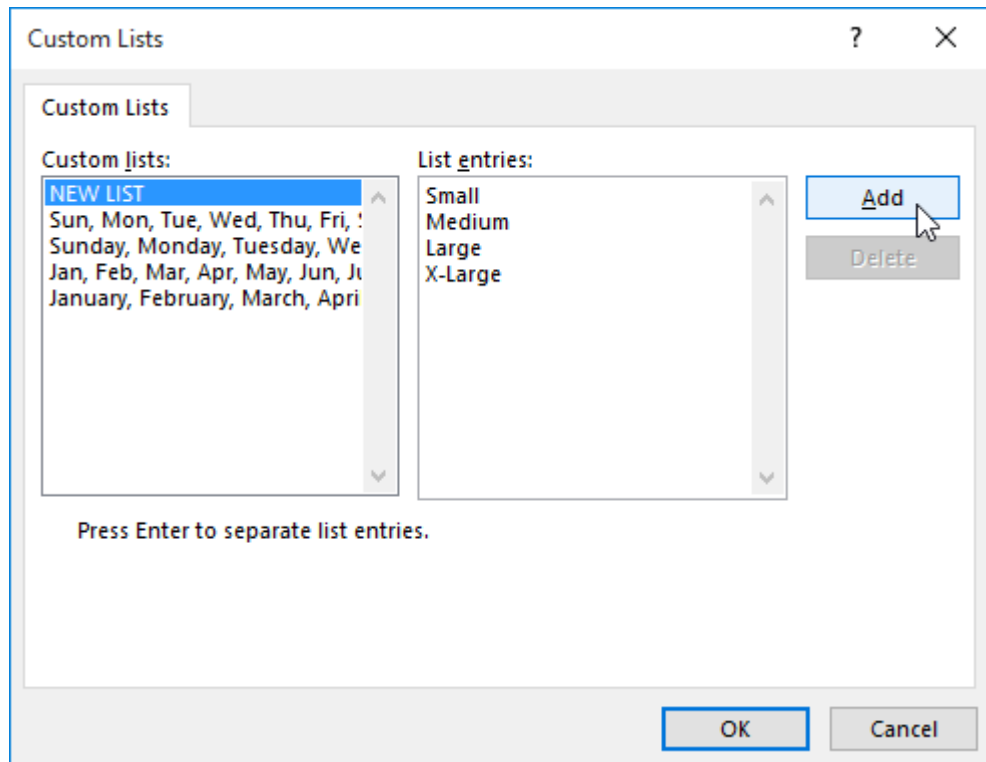 Custom Lists
?
Custom Lists
Custom lists:
NEW LIST
Sun, Mon, Tue, Wed, Thu, Fri,
Sunday, Monday, Tuesday, We
Jan, Feb, Mar, Apr, May, Jun, Ju
January, February, March, Apri
List entries:
Small
Medium
Large
X-Large
Add
Delete
Press Enter to separate list entries.
OK
Cancel